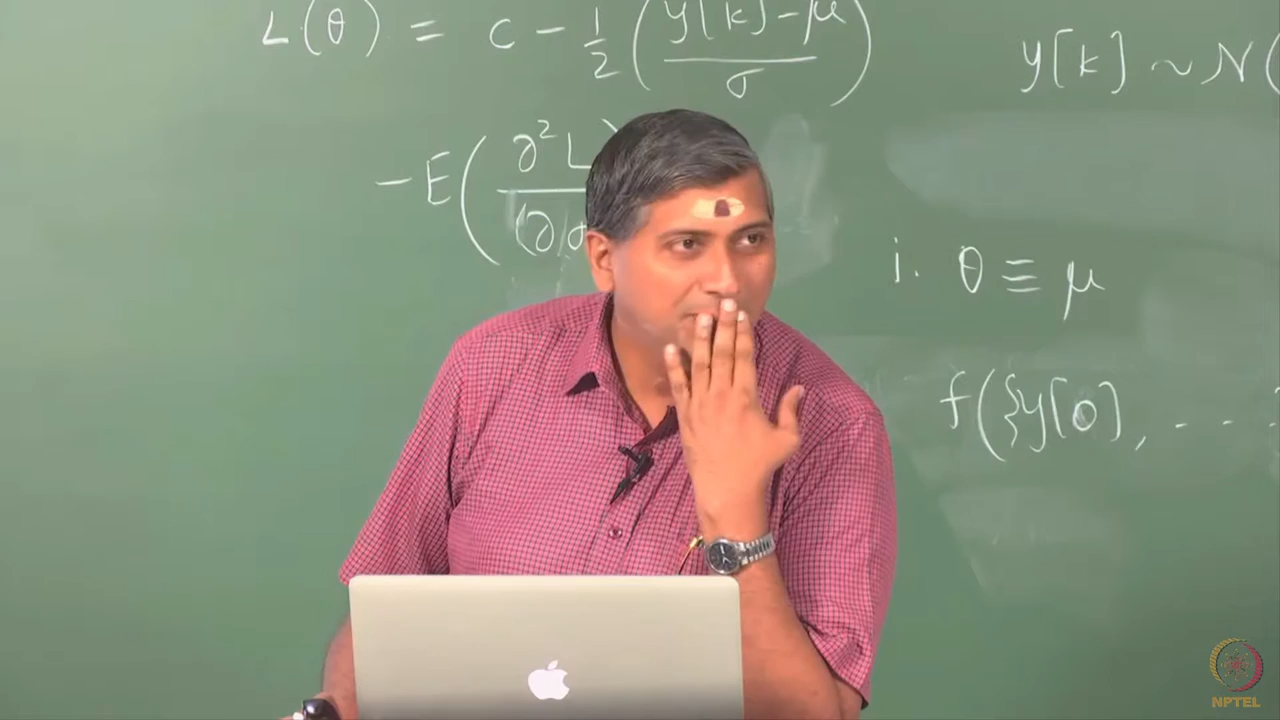 L(θ) = c - 1/2 ( (y[k] - μ) / σ )
y[k] ~ N(
- E( ∂²L
(∂
i. θ ≡ μ
f({y[0], - - -
NPTEL